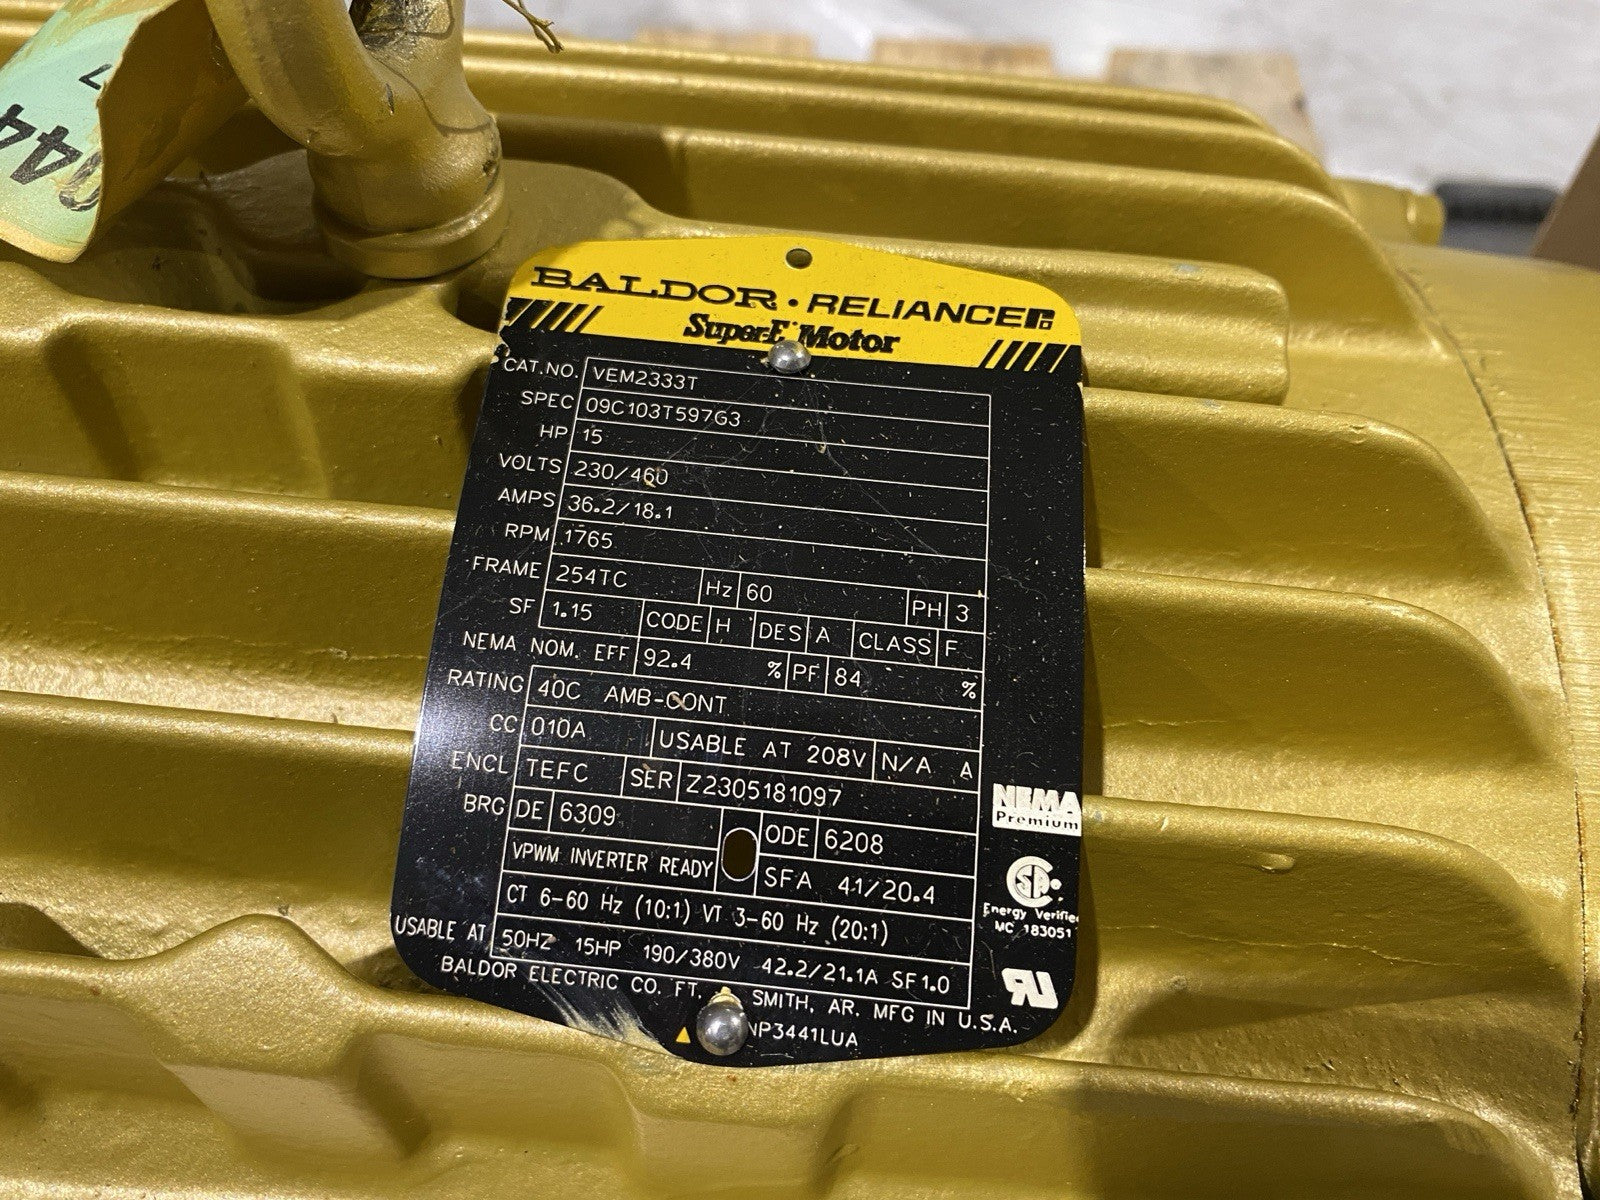 044
7
BALDOR • RELIANCE
Super-E Motor
CAT.NO. VEM2333T
SPEC 09C103T597G3
HP 15
VOLTS 230/460
AMPS 36.2/18.1
RPM 1765
FRAME 254TC Hz 60 PH 3
SF 1.15 CODE H DES A CLASS F
NEMA NOM. EFF 92.4 % PF 84 %
RATING 40C AMB-CONT
CC 010A USABLE AT 208V N/A A
ENCL TEFC SER Z2305181097
BRG DE 6309 ODE 6208
VPWM INVERTER READY SFA 41/20.4
CT 6-60 Hz (10:1) VT 3-60 Hz (20:1)
USABLE AT 50HZ 15HP 190/380V 42.2/21.1A SF1.0
BALDOR ELECTRIC CO. FT. SMITH, AR. MFG IN U.S.A.
NP3441LUA
NEMA
Premium
Energy Verified
MC 183051